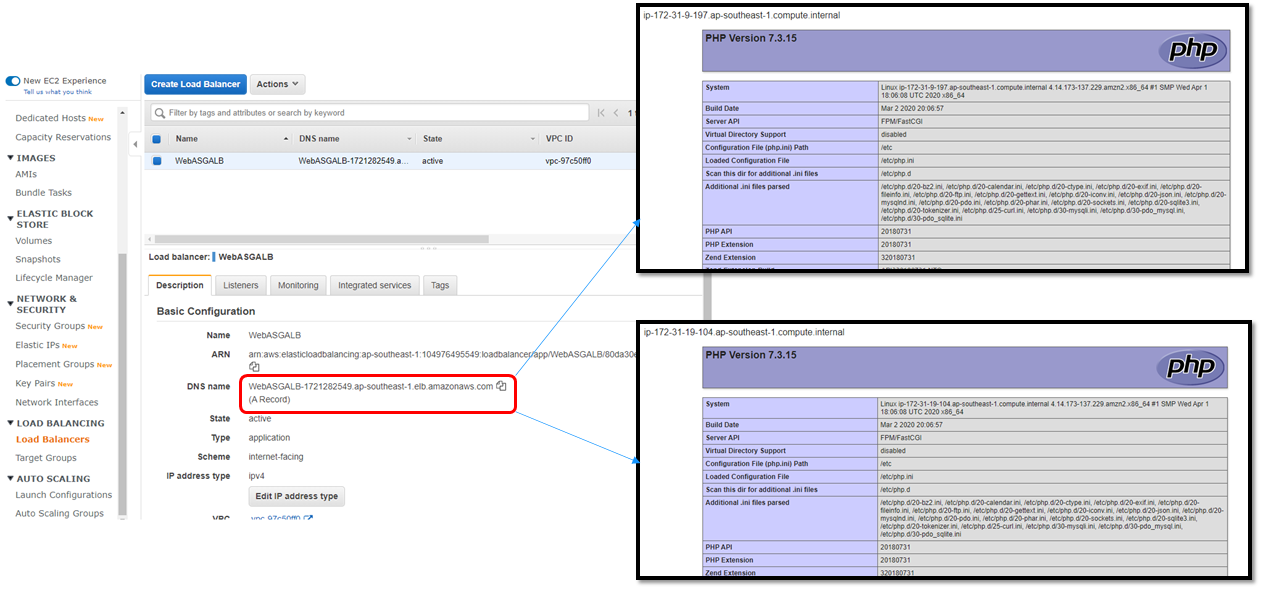 New EC2 Experience
Tell us what you think
Dedicated Hosts New
Capacity Reservations
IMAGES
AMIs
Bundle Tasks
ELASTIC BLOCK
STORE
Volumes
Snapshots
Lifecycle Manager
NETWORK &
SECURITY
Security Groups New
Elastic IPs New
Placement Groups New
Key Pairs New
Network Interfaces
LOAD BALANCING
Load Balancers
Target Groups
AUTO SCALING
Launch Configurations
Auto Scaling Groups
Create Load Balancer Actions
Filter by tags and attributes or search by keyword
1
Name DNS name State VPC ID
WebASGALB WebASGALB-1721282549.a... active vpc-97c50ff0
Load balancer: WebASGALB
Description Listeners Monitoring Integrated services Tags
Basic Configuration
Name WebASGALB
ARN arn:aws:elasticloadbalancing:ap-southeast-1:104976495549:loadbalancer/app/WebASGALB/80da30e
DNS name WebASGALB-1721282549.ap-southeast-1.elb.amazonaws.com
(A Record)
State active
Type application
Scheme internet-facing
IP address type ipv4
Edit IP address type
VPC vpc-97c50ff0
ip-172-31-9-197.ap-southeast-1.compute.internal
PHP Version 7.3.15
php
System Linux ip-172-31-9-197.ap-southeast-1.compute.internal 4.14.173-137.229.amzn2.x86_64 #1 SMP Wed Apr 1
18:06:08 UTC 2020 x86_64
Build Date Mar 2 2020 20:06:57
Server API FPM/FastCGI
Virtual Directory Support disabled
Configuration File (php.ini) Path /etc
Loaded Configuration File /etc/php.ini
Scan this dir for additional .ini files /etc/php.d
Additional .ini files parsed /etc/php.d/20-bz2.ini, /etc/php.d/20-calendar.ini, /etc/php.d/20-ctype.ini, /etc/php.d/20-exif.ini, /etc/php.d/20-
fileinfo.ini, /etc/php.d/20-ftp.ini, /etc/php.d/20-gettext.ini, /etc/php.d/20-iconv.ini, /etc/php.d/20-json.ini, /etc/php.d/20-
mysqlnd.ini, /etc/php.d/20-pdo.ini, /etc/php.d/20-phar.ini, /etc/php.d/20-sockets.ini, /etc/php.d/20-sqlite3.ini,
/etc/php.d/20-tokenizer.ini, /etc/php.d/25-curl.ini, /etc/php.d/30-mysqli.ini, /etc/php.d/30-pdo_mysql.ini,
/etc/php.d/30-pdo_sqlite.ini
PHP API 20180731
PHP Extension 20180731
Zend Extension 320180731
ip-172-31-19-104.ap-southeast-1.compute.internal
PHP Version 7.3.15
php
System Linux ip-172-31-19-104.ap-southeast-1.compute.internal 4.14.173-137.229.amzn2.x86_64 #1 SMP Wed Apr 1
18:06:08 UTC 2020 x86_64
Build Date Mar 2 2020 20:06:57
Server API FPM/FastCGI
Virtual Directory Support disabled
Configuration File (php.ini) Path /etc
Loaded Configuration File /etc/php.ini
Scan this dir for additional .ini files /etc/php.d
Additional .ini files parsed /etc/php.d/20-bz2.ini, /etc/php.d/20-calendar.ini, /etc/php.d/20-ctype.ini, /etc/php.d/20-exif.ini, /etc/php.d/20-
fileinfo.ini, /etc/php.d/20-ftp.ini, /etc/php.d/20-gettext.ini, /etc/php.d/20-iconv.ini, /etc/php.d/20-json.ini, /etc/php.d/20-
mysqlnd.ini, /etc/php.d/20-pdo.ini, /etc/php.d/20-phar.ini, /etc/php.d/20-sockets.ini, /etc/php.d/20-sqlite3.ini,
/etc/php.d/20-tokenizer.ini, /etc/php.d/25-curl.ini, /etc/php.d/30-mysqli.ini, /etc/php.d/30-pdo_mysql.ini,
/etc/php.d/30-pdo_sqlite.ini
PHP API 20180731
PHP Extension 20180731
Zend Extension 320180731